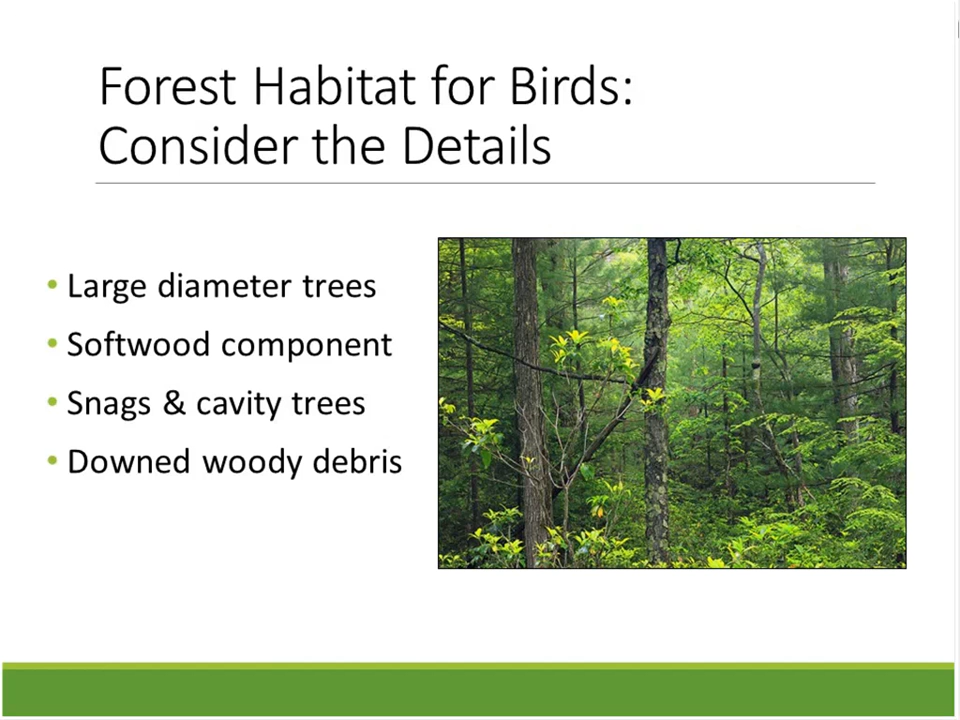 Forest Habitat for Birds:
Consider the Details
• Large diameter trees
• Softwood component
• Snags & cavity trees
• Downed woody debris